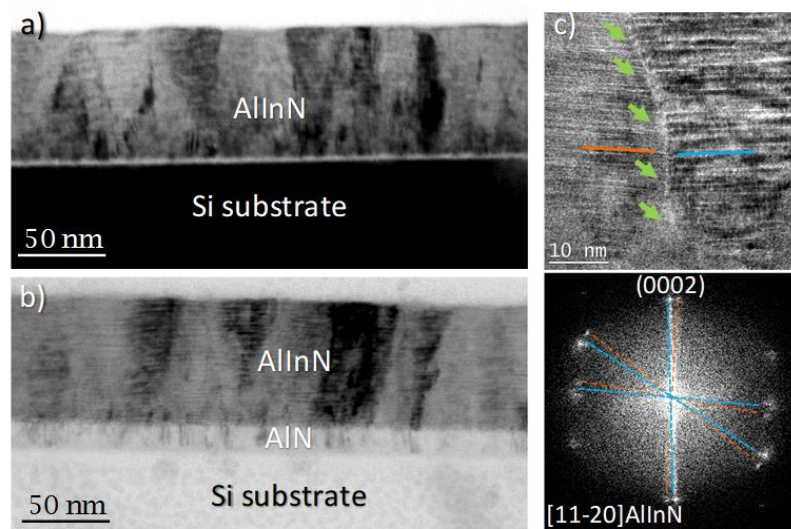 a)
AlInN
Si substrate
50 nm
b)
AlInN
AlN
Si substrate
50 nm
c)
10 nm
(0002)
[11-20]AlInN